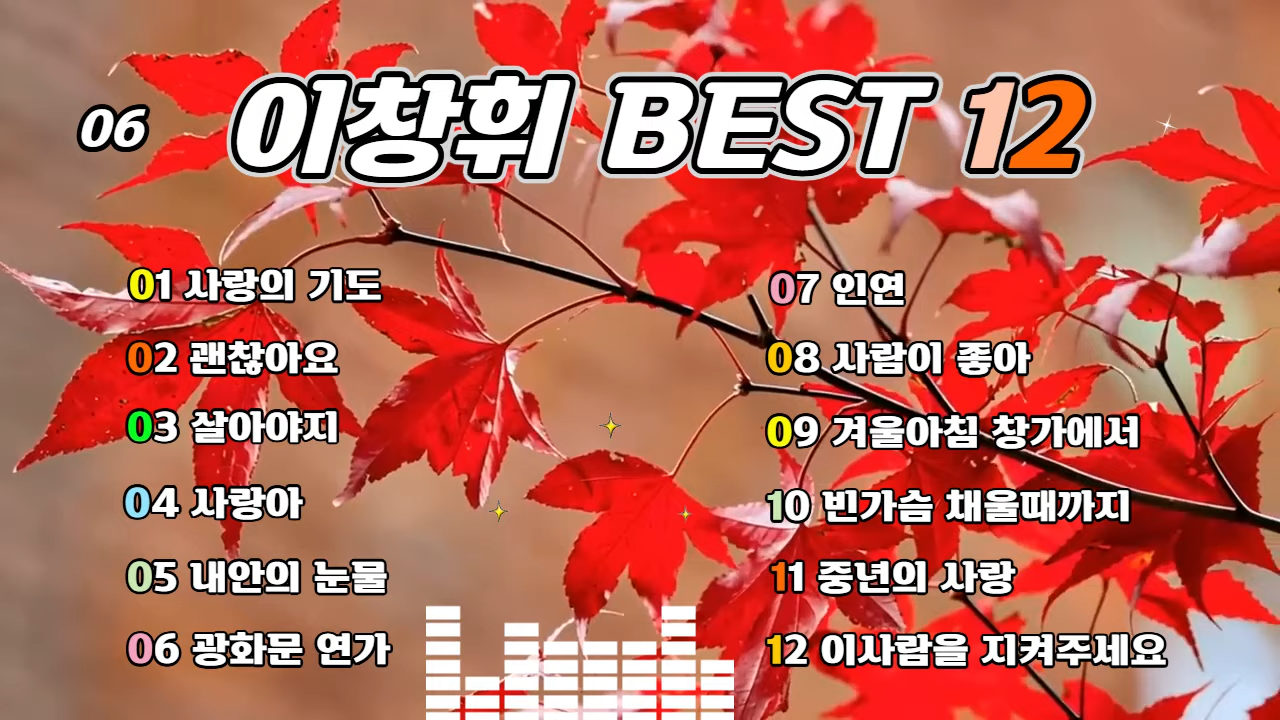 06
이창휘 BEST 12
01 사랑의 기도
02 괜찮아요
03 살아야지
04 사랑아
05 내안의 눈물
06 광화문 연가
07 인연
08 사람이 좋아
09 겨울아침 창가에서
10 빈가슴 채울때까지
11 중년의 사랑
12 이사람을 지켜주세요